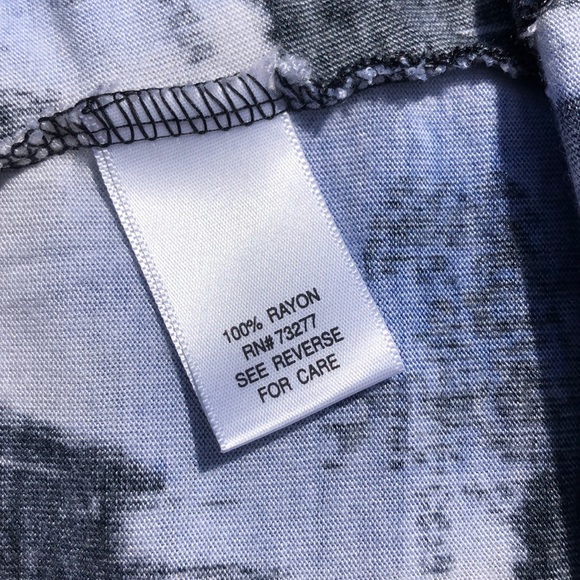 100% RAYON
RN# 73277
SEE REVERSE
FOR CARE